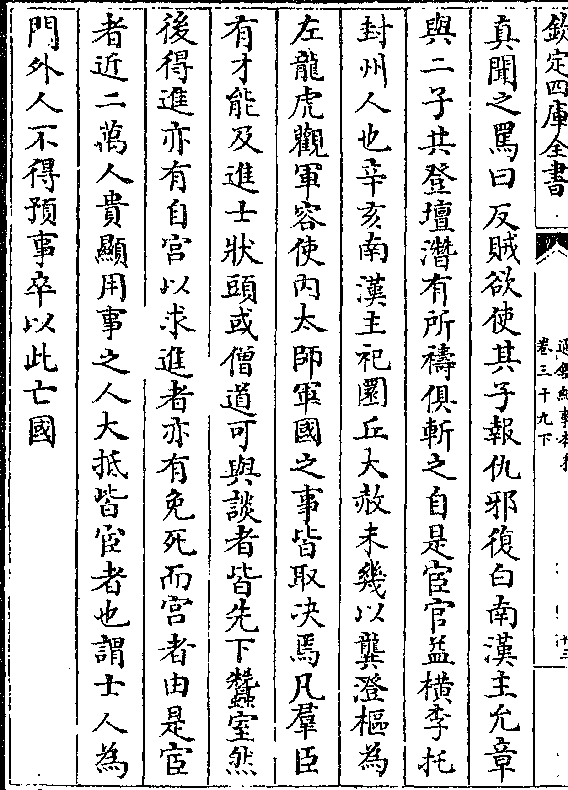 欽定四庫全書
卷三十九下
真聞之罵曰反賊欲使其子報仇邪復白南漢主允章
與二子共登壇潛有所禱俱斬之自是宦官益横李托
封州人也辛亥南漢主祀圜丘大赦未幾以龔澄樞為
左龍虎觀軍容使内太師軍國之事皆取決焉凡羣臣
有才能及進士狀頭或僧道可與談者皆先下蠶室然
後得進亦有自宫以求進者亦有免死而宫者由是宦
者近二萬人貴顯用事之人大抵皆宦者也謂士人為
門外人不得預事卒以此亡國